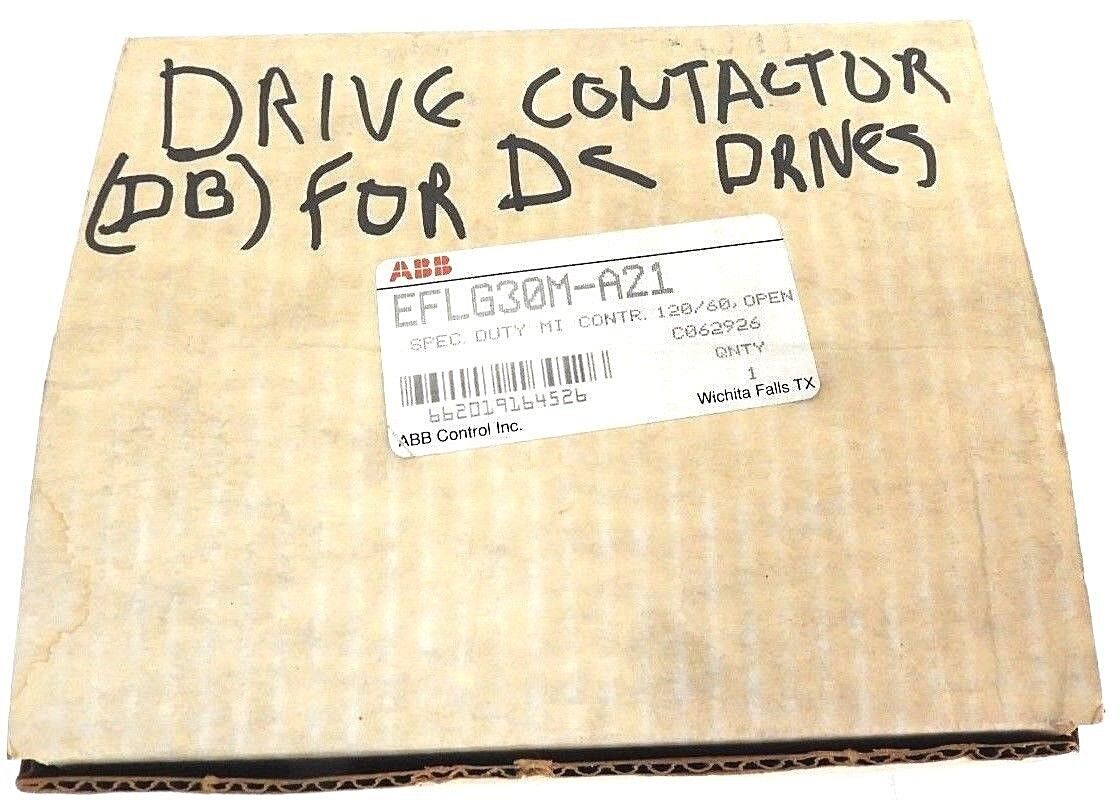 DRIVE CONTACTOR
(DB) FOR DC DRIVES
ABB
EFLG30M-A21
SPEC. DUTY MI CONTR. 120/60, OPEN
C062926
QNTY
1
662019164526
Wichita Falls TX
ABB Control Inc.